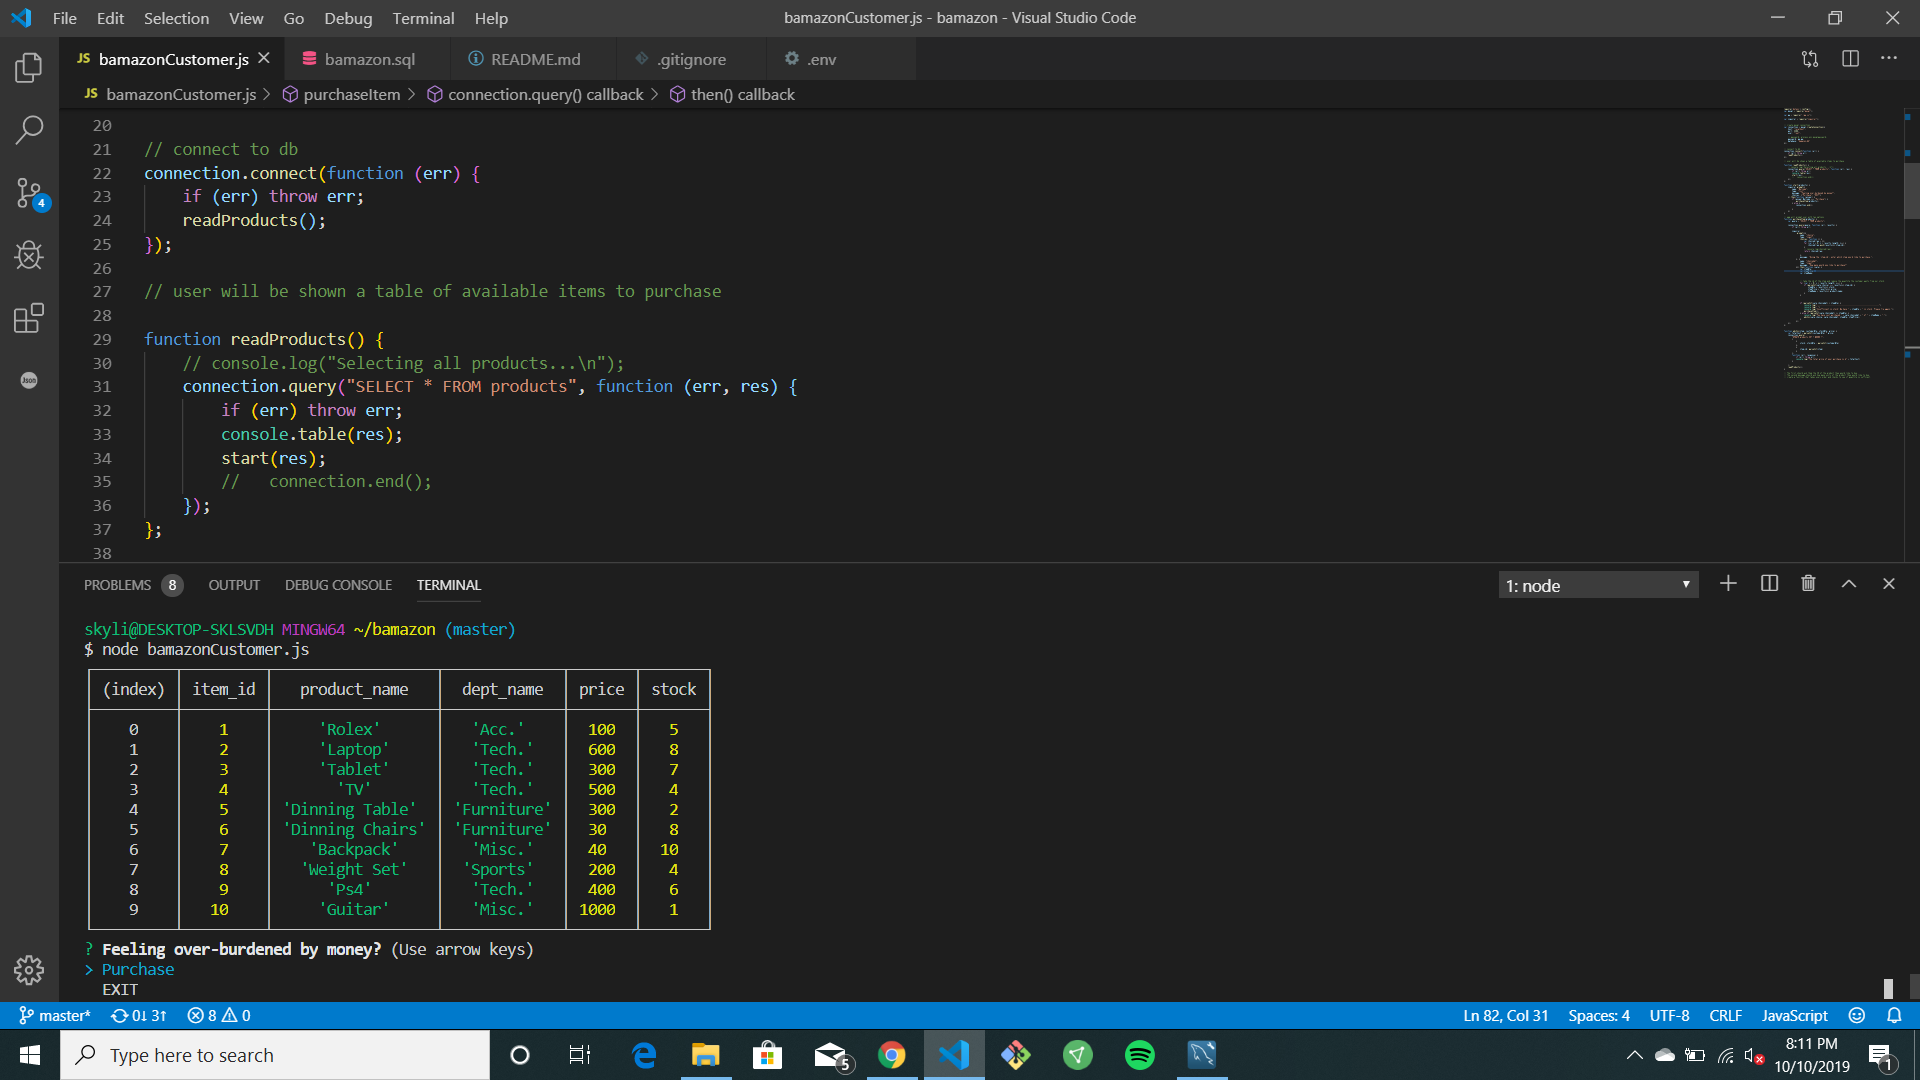 File Edit Selection View Go Debug Terminal Help
bamazonCustomer.js - bamazon - Visual Studio Code
JS bamazonCustomer.js
bamazon.sql
README.md
.gitignore
.env
JS bamazonCustomer.js > purchaseItem > connection.query() callback > then() callback
20
21 // connect to db
22 connection.connect(function (err) {
23 if (err) throw err;
24 readProducts();
25 });
26
27 // user will be shown a table of available items to purchase
28
29 function readProducts() {
30 // console.log("Selecting all products...\n");
31 connection.query("SELECT * FROM products", function (err, res) {
32 if (err) throw err;
33 console.table(res);
34 start(res);
35 //   connection.end();
36 });
37 };
38
4
Json
PROBLEMS 8 OUTPUT DEBUG CONSOLE TERMINAL
1: node
skyli@DESKTOP-SKLSVDH MINGW64 ~/bamazon (master)
$ node bamazonCustomer.js
(index) item_id product_name dept_name price stock
0 1 'Rolex' 'Acc.' 100 5
1 2 'Laptop' 'Tech.' 600 8
2 3 'Tablet' 'Tech.' 300 7
3 4 'TV' 'Tech.' 500 4
4 5 'Dinning Table' 'Furniture' 300 2
5 6 'Dinning Chairs' 'Furniture' 30 8
6 7 'Backpack' 'Misc.' 40 10
7 8 'Weight Set' 'Sports' 200 4
8 9 'Ps4' 'Tech.' 400 6
9 10 'Guitar' 'Misc.' 1000 1
? Feeling over-burdened by money? (Use arrow keys)
> Purchase
EXIT
master* 0↓ 3↑ 8 0
Ln 82, Col 31 Spaces: 4 UTF-8 CRLF JavaScript
Type here to search
5
8:11 PM
10/10/2019
1